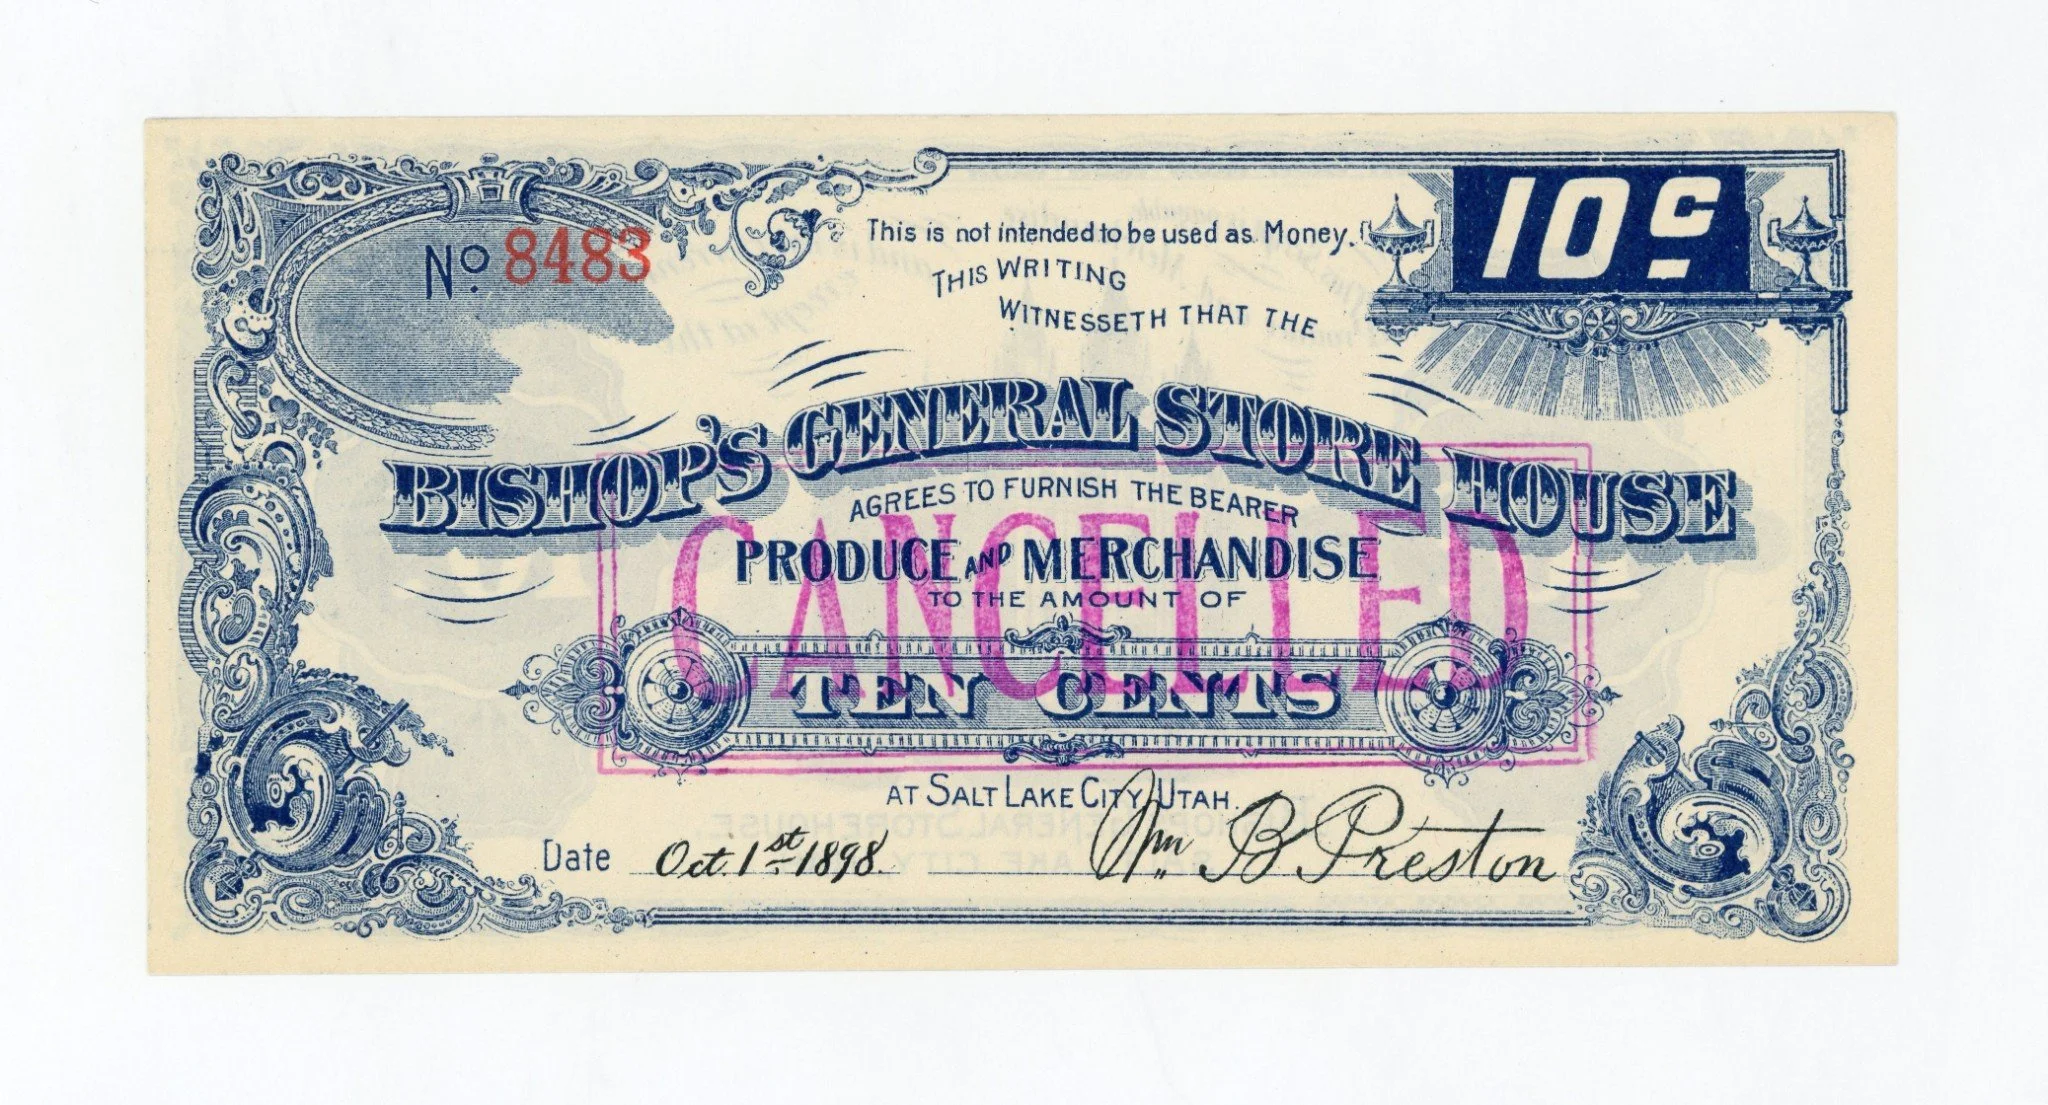 No. 8483
10c
This is not intended to be used as Money.
THIS WRITING
WITNESSETH THAT THE
BISHOP'S GENERAL STORE HOUSE
AGREES TO FURNISH THE BEARER
PRODUCE AND MERCHANDISE
TO THE AMOUNT OF
CANCELLED
TEN CENTS
AT SALT LAKE CITY, UTAH.
Date Oct. 1st 1898. Wm. B. Preston